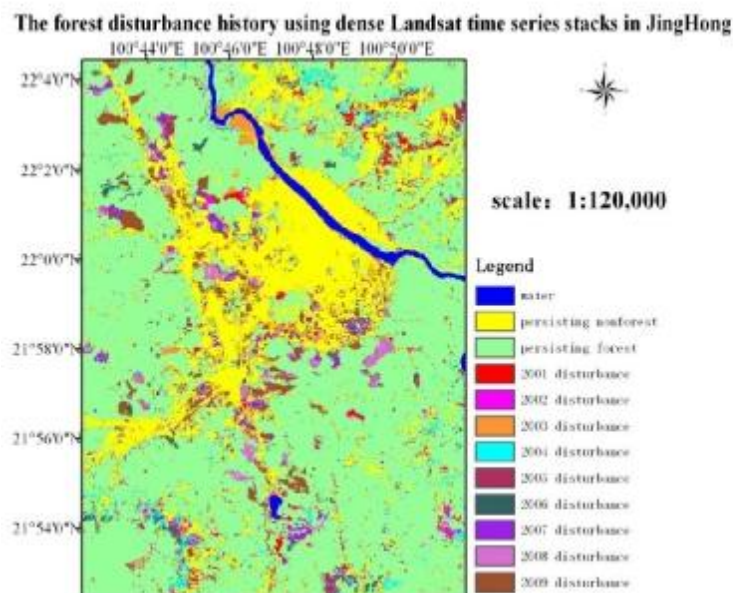 The forest disturbance history using dense Landsat time series stacks in JingHong
100°44'0"E 100°46'0"E 100°48'0"E 100°50'0"E
22°4'0"N
22°2'0"N
22°0'0"N
21°58'0"N
21°56'0"N
21°54'0"N
scale: 1:120,000
Legend
water
persisting nonforest
persisting forest
2001 disturbance
2002 disturbance
2003 disturbance
2004 disturbance
2005 disturbance
2006 disturbance
2007 disturbance
2008 disturbance
2009 disturbance